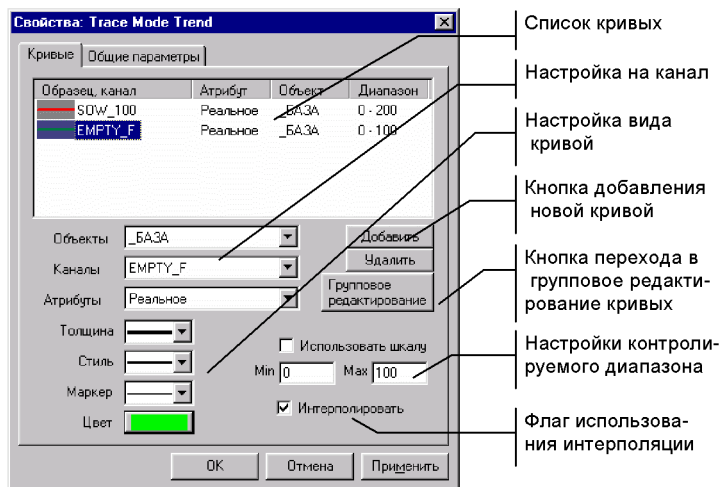 Свойства: Trace Mode Trend
Кривые
Общие параметры
Образец, канал Атрибут Объект Диапазон
SOW_100 Реальное _БАЗА 0 - 200
EMPTY_F Реальное _БАЗА 0 - 100
Объекты _БАЗА
Добавить
Каналы EMPTY_F
Удалить
Атрибуты Реальное
Групповое
редактирование
Толщина
Стиль
Использовать шкалу
Min 0 Max 100
Маркер
Интерполировать
Цвет
OK
Отмена
Применить
Список кривых
Настройка на канал
Настройка вида
кривой
Кнопка добавления
новой кривой
Кнопка перехода в
групповое редакти-
рование кривых
Настройки контроли-
руемого диапазона
Флаг использова-
ния интерполяции